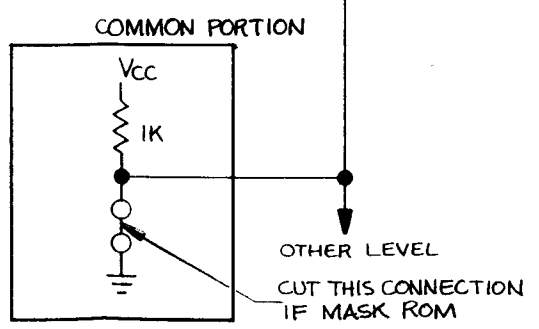 COMMON PORTION
VCC
1K
OTHER LEVEL
CUT THIS CONNECTION
IF MASK ROM